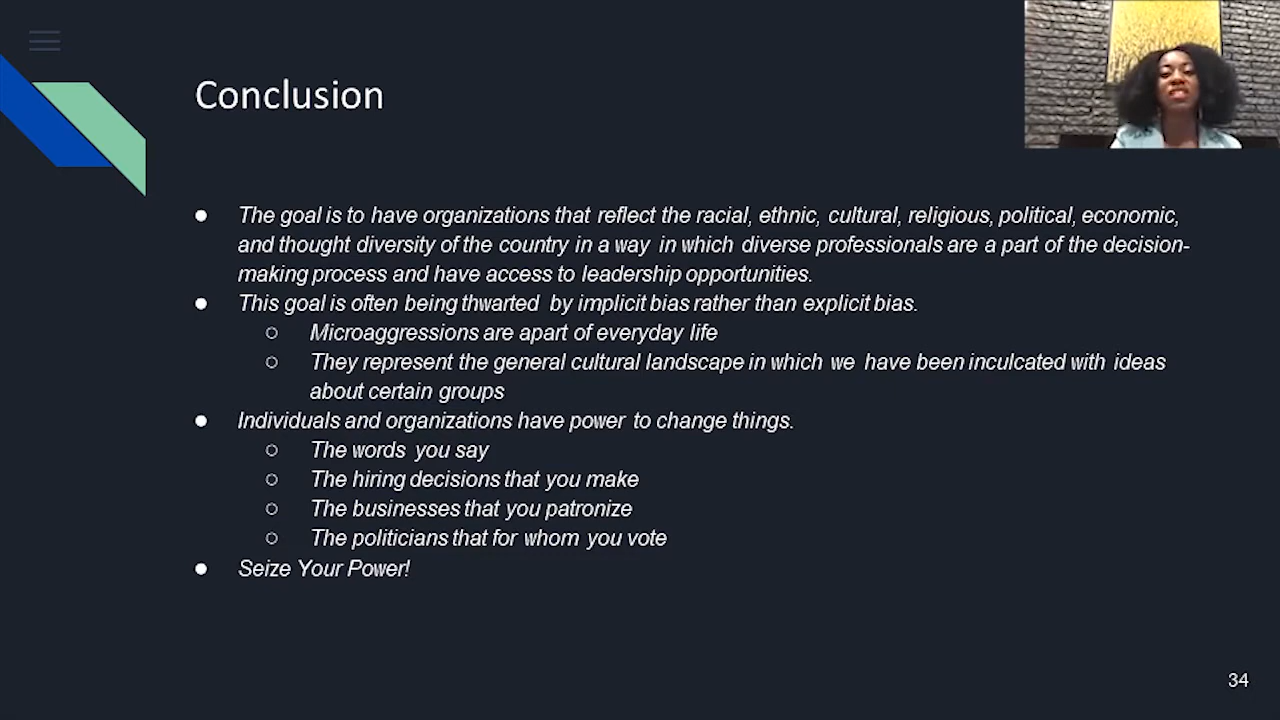 Conclusion
● The goal is to have organizations that reflect the racial, ethnic, cultural, religious, political, economic,
and thought diversity of the country in a way in which diverse professionals are a part of the decision-
making process and have access to leadership opportunities.
● This goal is often being thwarted by implicit bias rather than explicit bias.
○ Microaggressions are apart of everyday life
○ They represent the general cultural landscape in which we have been inculcated with ideas
about certain groups
● Individuals and organizations have power to change things.
○ The words you say
○ The hiring decisions that you make
○ The businesses that you patronize
○ The politicians that for whom you vote
● Seize Your Power!
34